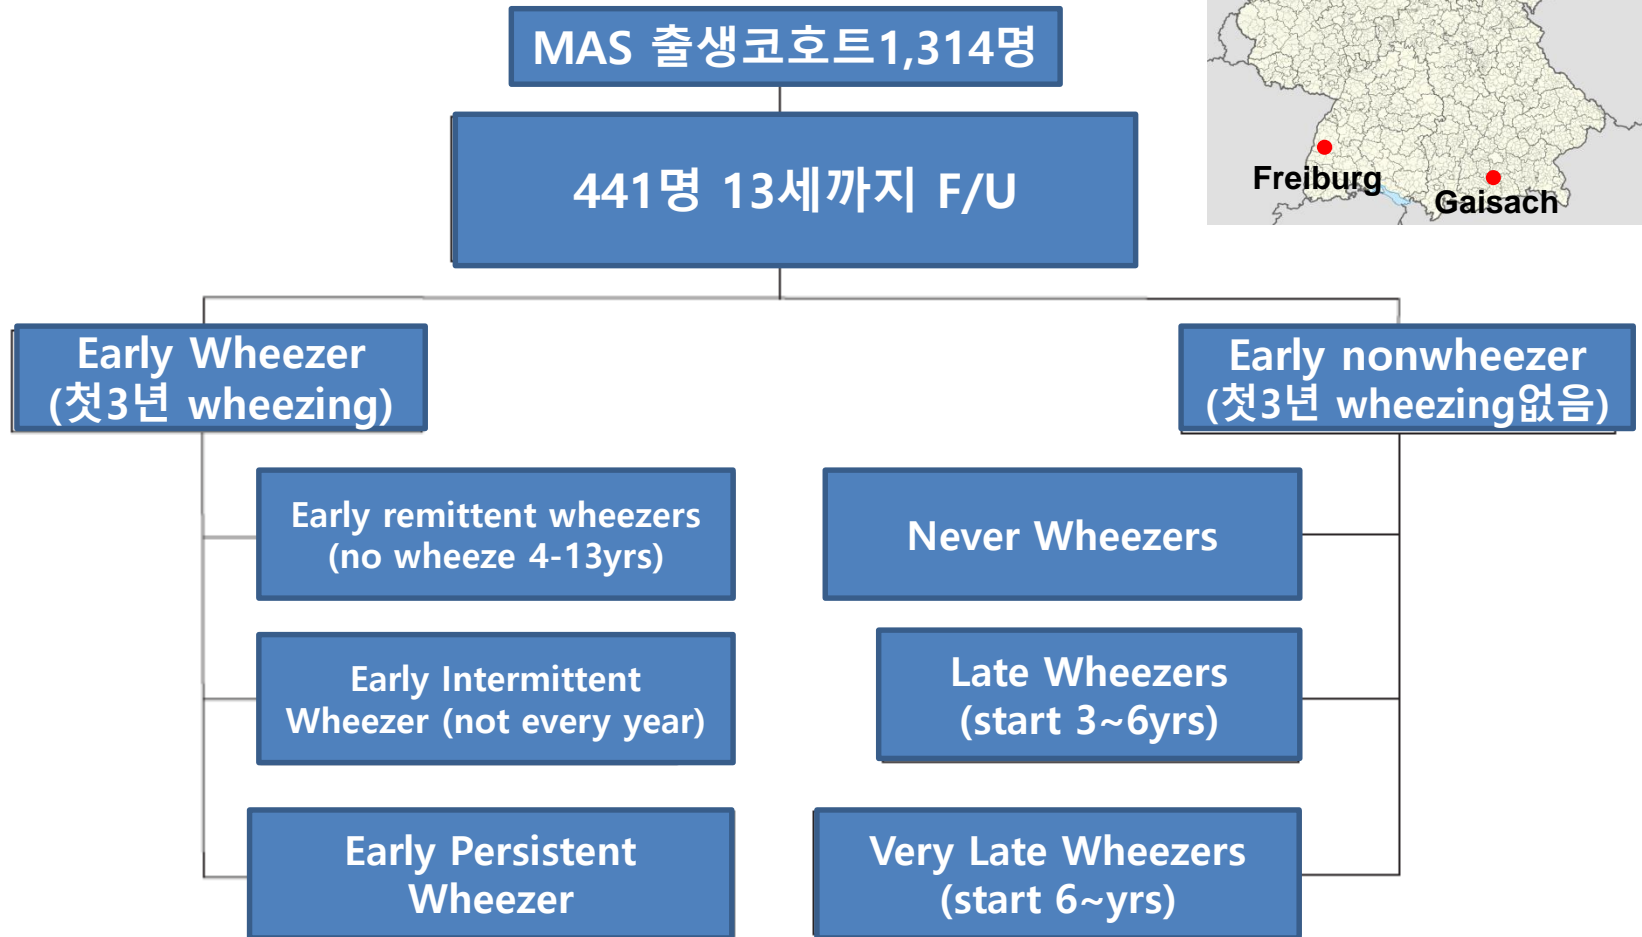 MAS 출생코호트1,314명
Freiburg
Gaisach
441명 13세까지 F/U
Early Wheezer
(첫3년 wheezing)
Early nonwheezer
(첫3년 wheezing없음)
Early remittent wheezers
(no wheeze 4-13yrs)
Never Wheezers
Early Intermittent
Wheezer (not every year)
Late Wheezers
(start 3~6yrs)
Early Persistent
Wheezer
Very Late Wheezers
(start 6~yrs)